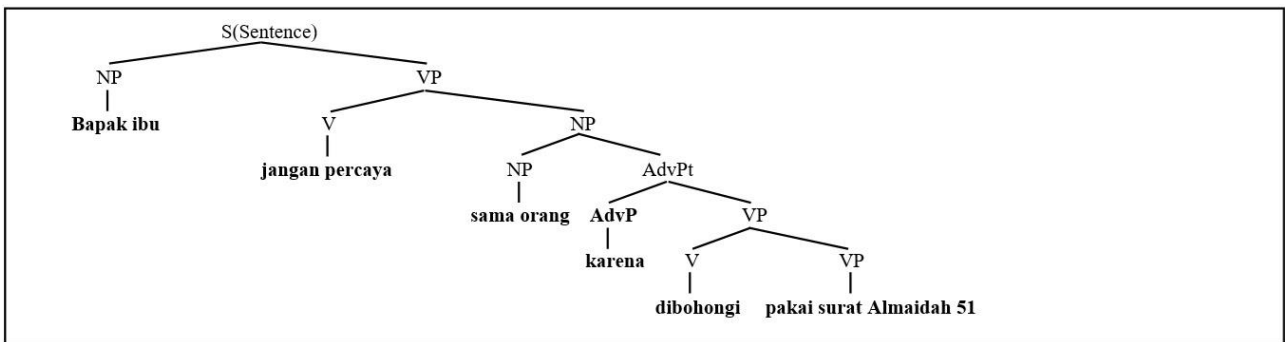 S(Sentence)
NP VP
Bapak ibu V NP
jangan percaya NP AdvPt
sama orang AdvP VP
karena V VP
dibohongi pakai surat Almaidah 51